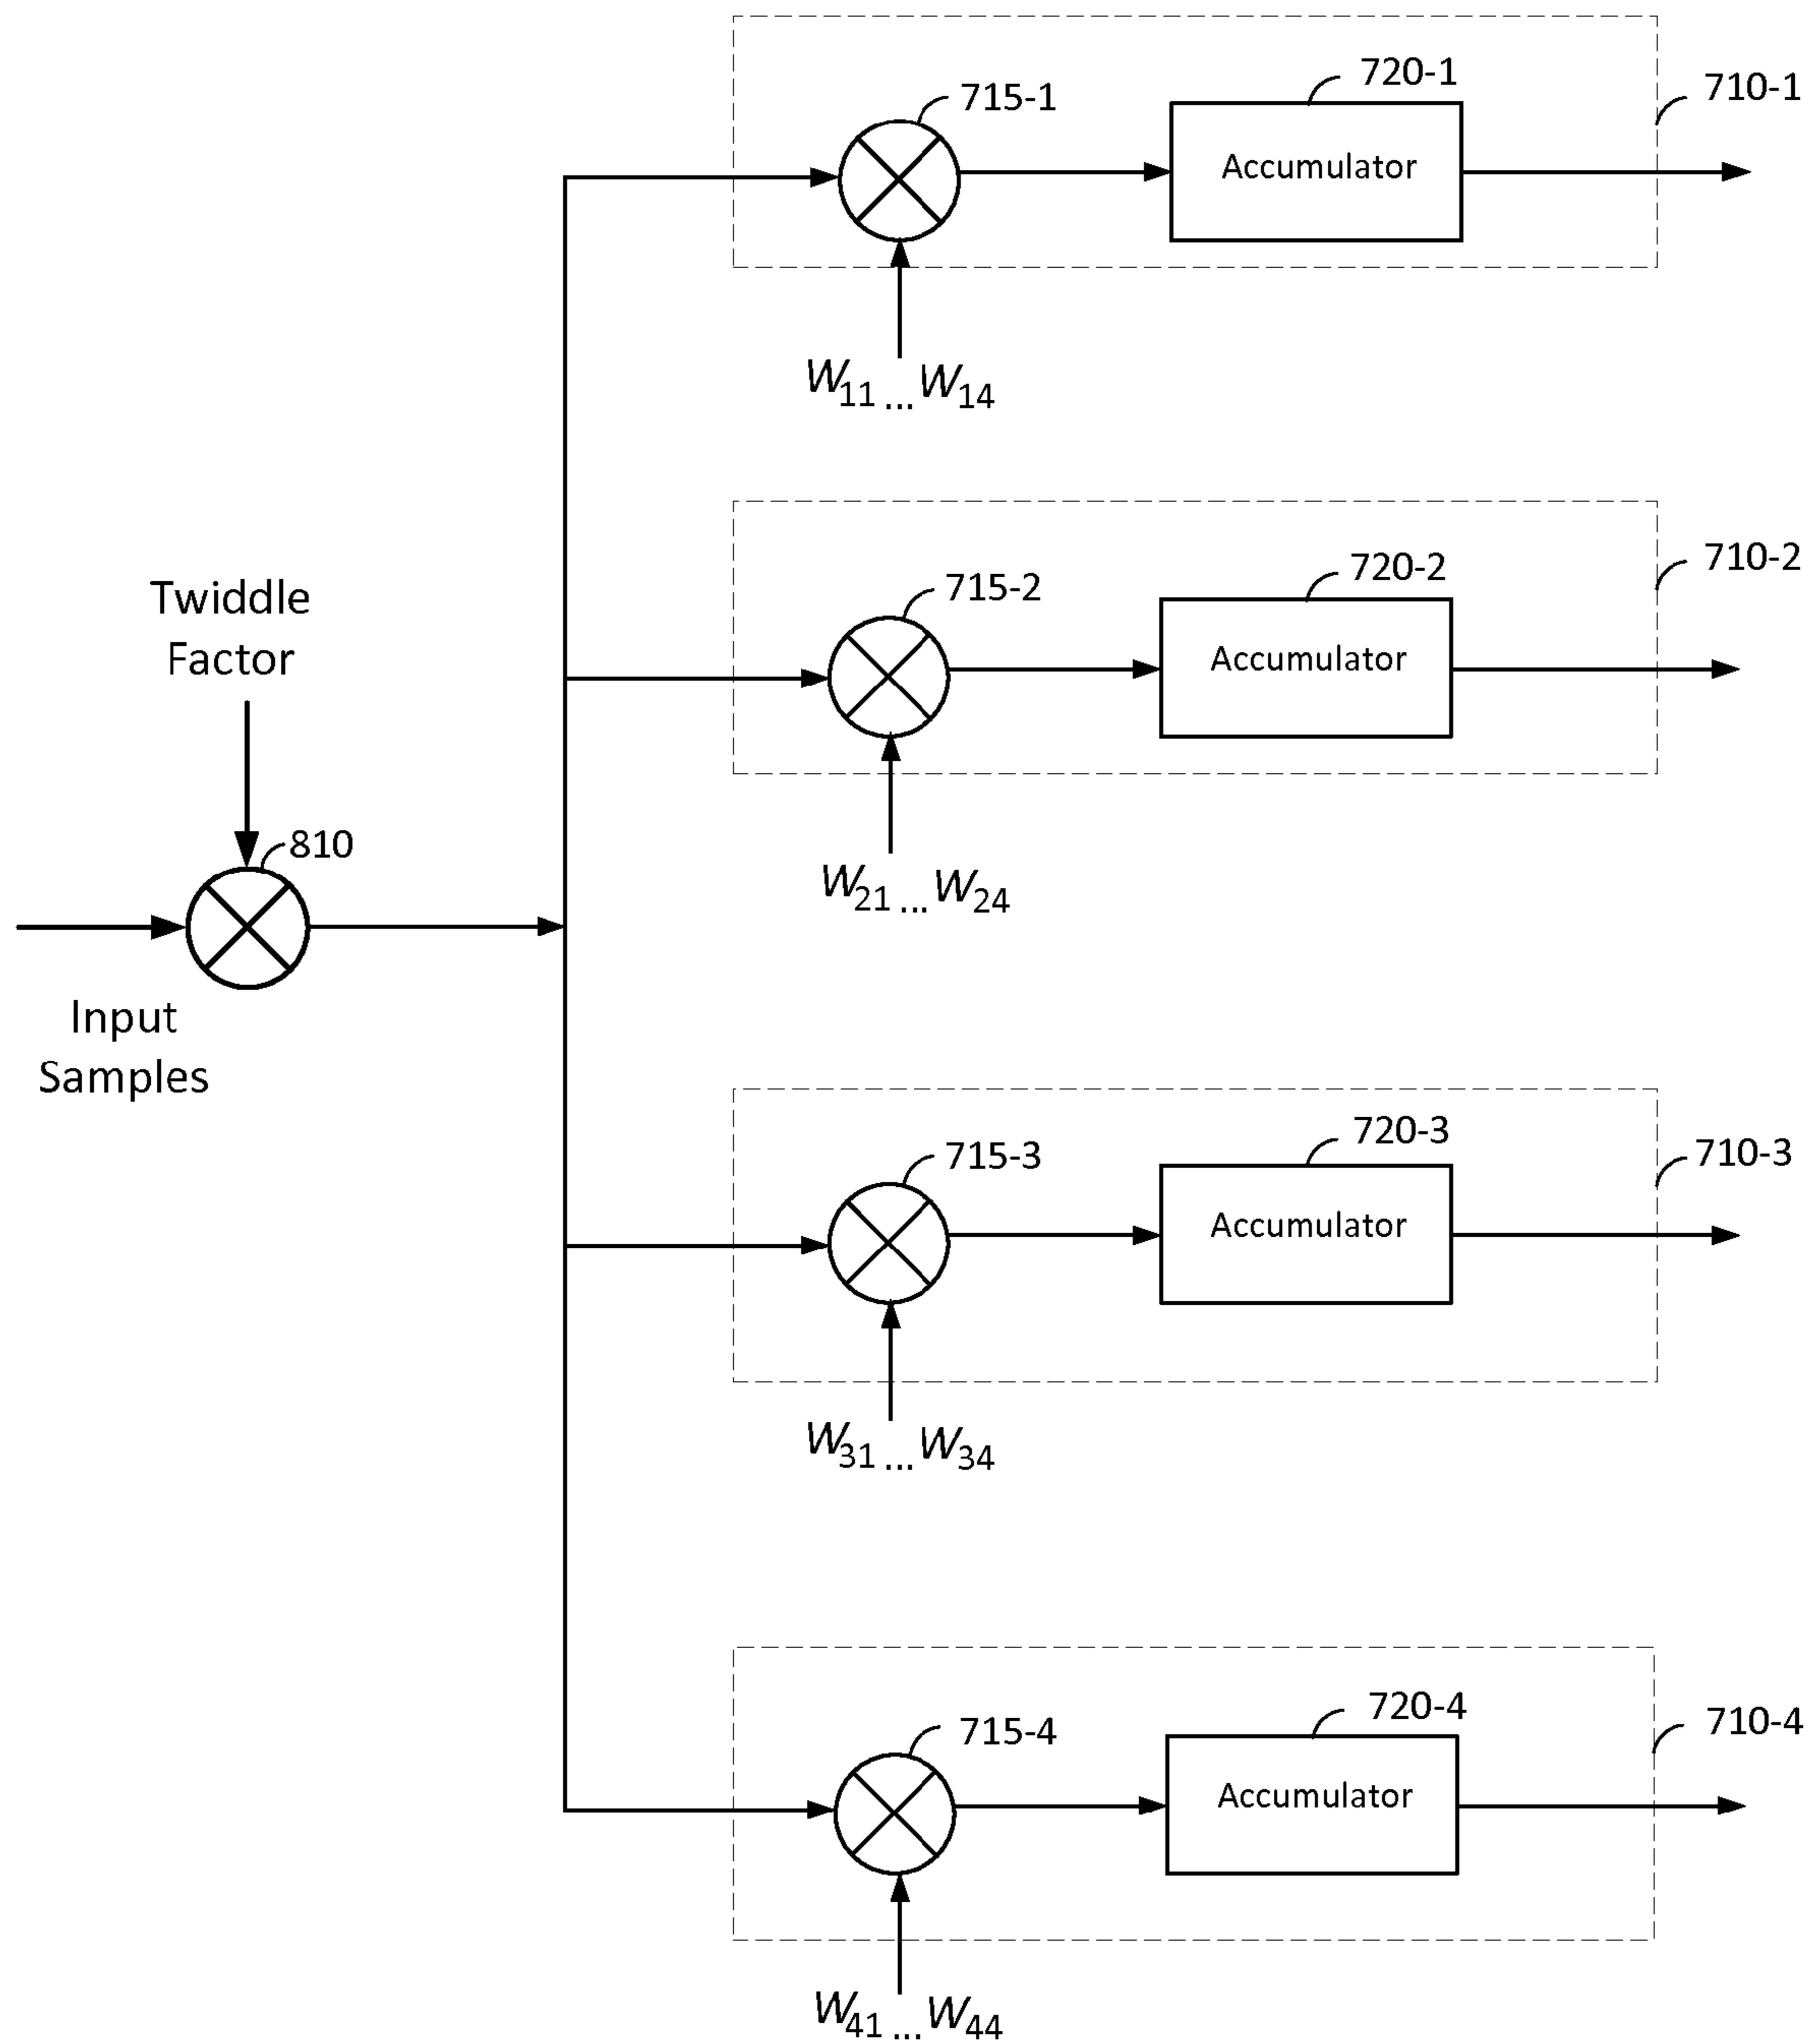 720-1
715-1
710-1
Accumulator
W11 ... W14
720-2
710-2
715-2
Accumulator
Twiddle
Factor
810
W21 ... W24
Input
Samples
720-3
715-3
710-3
Accumulator
W31 ... W34
720-4
715-4
710-4
Accumulator
W41 ... W44